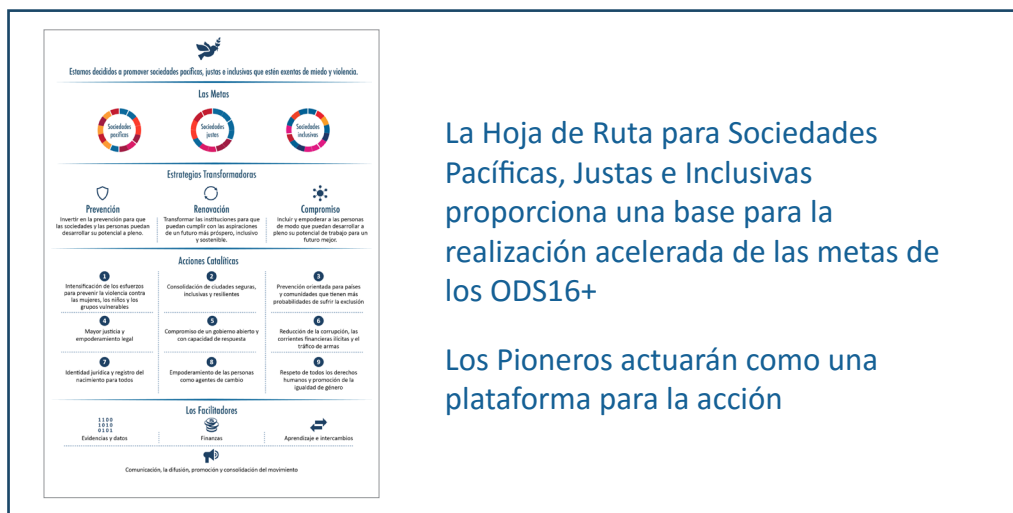 Estamos decididos a promover sociedades pacíficas, justas e inclusivas que estén exentas de miedo y violencia.
Las Metas
Sociedades
pacíficas
Sociedades
justas
Sociedades
inclusivas
Estrategias Transformadoras
Prevención
Invertir en la prevención para que
las sociedades y las personas puedan
desarrollar su potencial a pleno.
Renovación
Transformar las instituciones para que
puedan cumplir con las aspiraciones
de un futuro más próspero, inclusivo
y sostenible.
Compromiso
Incluir y empoderar a las personas
de modo que puedan desarrollar a
pleno su potencial de trabajo para un
futuro mejor.
Acciones Catalíticas
1
Intensificación de los esfuerzos
para prevenir la violencia contra
las mujeres, los niños y los
grupos vulnerables
2
Consolidación de ciudades seguras,
inclusivas y resilientes
3
Prevención orientada para países
y comunidades que tienen más
probabilidades de sufrir la exclusión
4
Mayor justicia y
empoderamiento legal
5
Compromiso de un gobierno abierto y
con capacidad de respuesta
6
Reducción de la corrupción, las
corrientes financieras ilícitas y el
tráfico de armas
7
Identidad jurídica y registro del
nacimiento para todos
8
Empoderamiento de las personas
como agentes de cambio
9
Respeto de todos los derechos
humanos y promoción de la
igualdad de género
Los Facilitadores
1100
1010
0101
Evidencias y datos
Finanzas
Aprendizaje e intercambios
Comunicación, la difusión, promoción y consolidación del movimiento
La Hoja de Ruta para Sociedades
Pacíficas, Justas e Inclusivas
proporciona una base para la
realización acelerada de las metas de
los ODS16+
Los Pioneros actuarán como una
plataforma para la acción